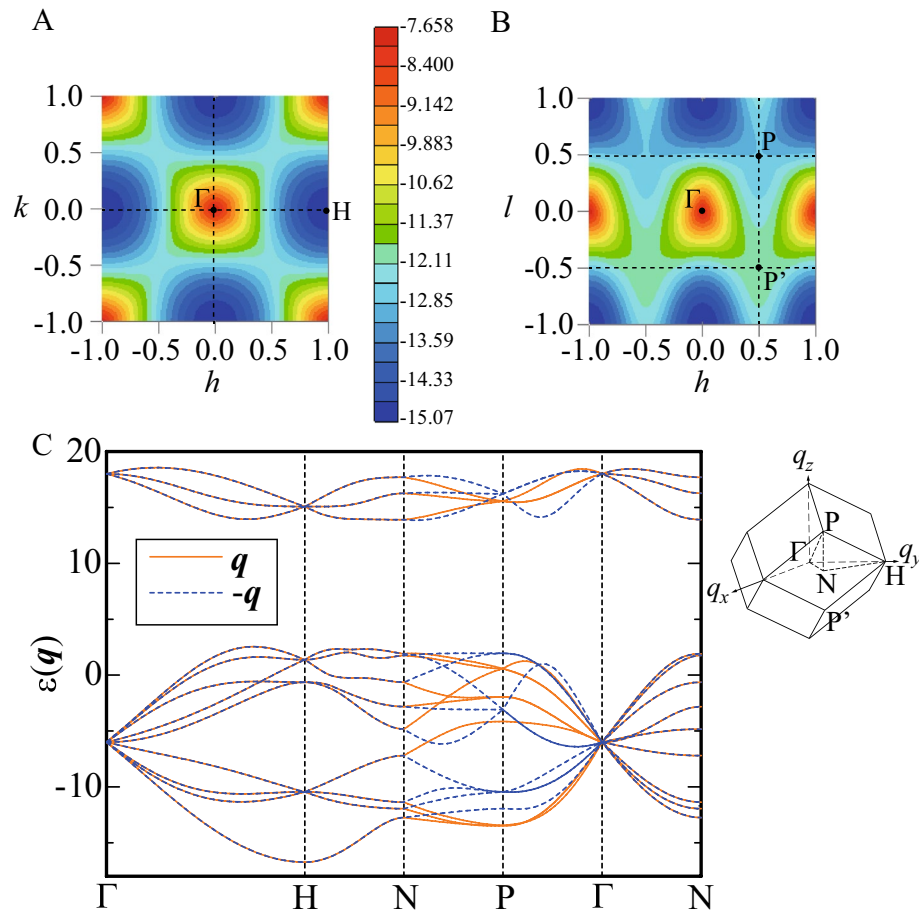 A
B
-7.658
-8.400
-9.142
-9.883
-10.62
-11.37
-12.11
-12.85
-13.59
-14.33
-15.07
1.0
0.5
0.0
-0.5
-1.0
k
Γ
H
-1.0 -0.5 0.0 0.5 1.0
h
1.0
0.5
0.0
-0.5
-1.0
l
P
Γ
P’
-1.0 -0.5 0.0 0.5 1.0
h
C
20
10
0
-10
ε(q)
q
-q
Γ H N P Γ N
q_z
P
Γ
q_y
H
N
q_x
P’